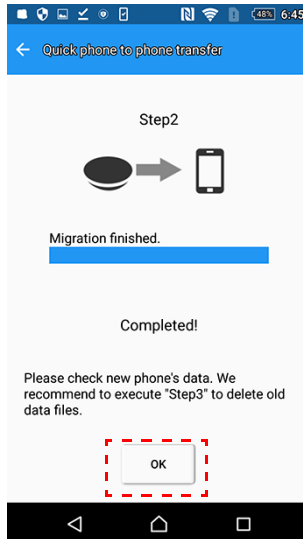 48% 6:45
Quick phone to phone transfer
Step2
Migration finished.
Completed!
Please check new phone's data. We
recommend to execute "Step3" to delete old
data files.
OK